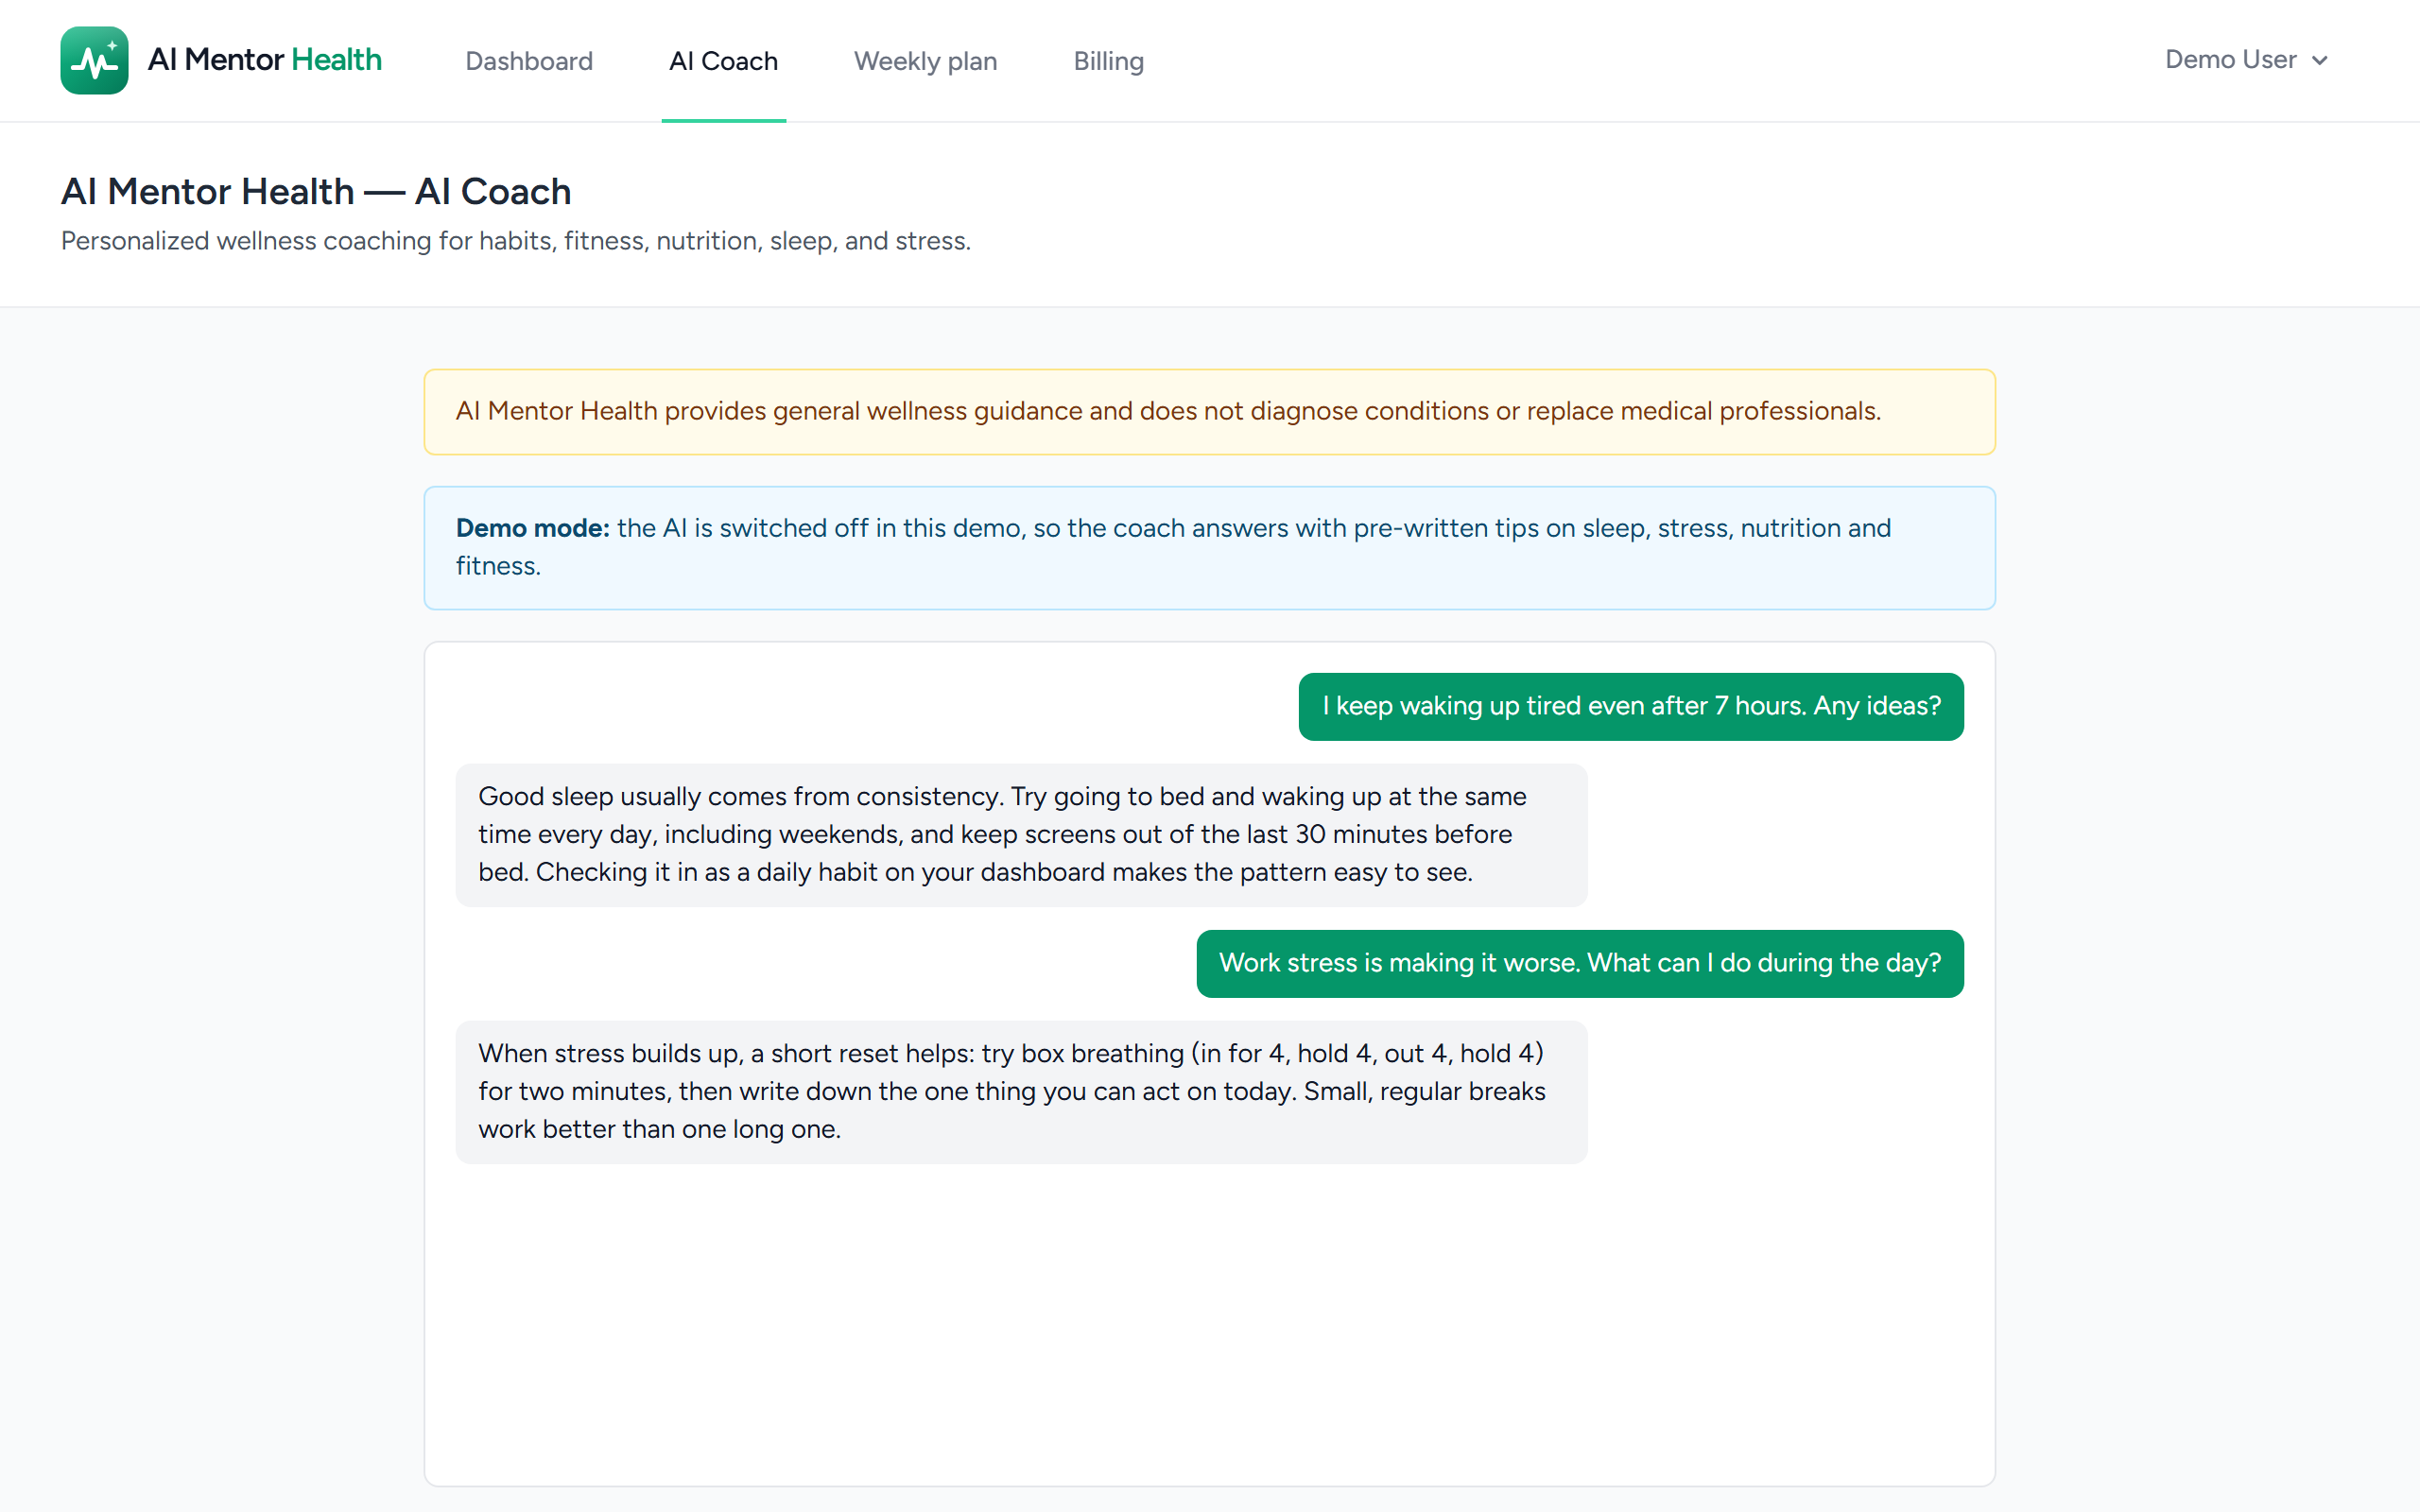 AI Mentor Health
Dashboard
AI Coach
Weekly plan
Billing
Demo User
AI Mentor Health — AI Coach
Personalized wellness coaching for habits, fitness, nutrition, sleep, and stress.
AI Mentor Health provides general wellness guidance and does not diagnose conditions or replace medical professionals.
Demo mode: the AI is switched off in this demo, so the coach answers with pre-written tips on sleep, stress, nutrition and
fitness.
I keep waking up tired even after 7 hours. Any ideas?
Good sleep usually comes from consistency. Try going to bed and waking up at the same
time every day, including weekends, and keep screens out of the last 30 minutes before
bed. Checking it in as a daily habit on your dashboard makes the pattern easy to see.
Work stress is making it worse. What can I do during the day?
When stress builds up, a short reset helps: try box breathing (in for 4, hold 4, out 4, hold 4)
for two minutes, then write down the one thing you can act on today. Small, regular breaks
work better than one long one.